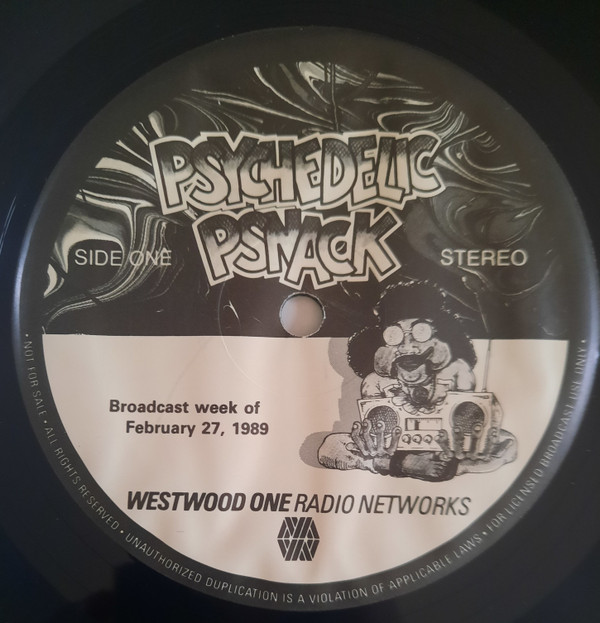 PSYCHEDELIC
PSNACK
SIDE ONE
STEREO
Broadcast week of
February 27, 1989
WESTWOOD ONE RADIO NETWORKS
• NOT FOR SALE • ALL RIGHTS RESERVED • UNAUTHORIZED DUPLICATION IS A VIOLATION OF APPLICABLE LAWS • FOR LICENSED BROADCAST USE ONLY •